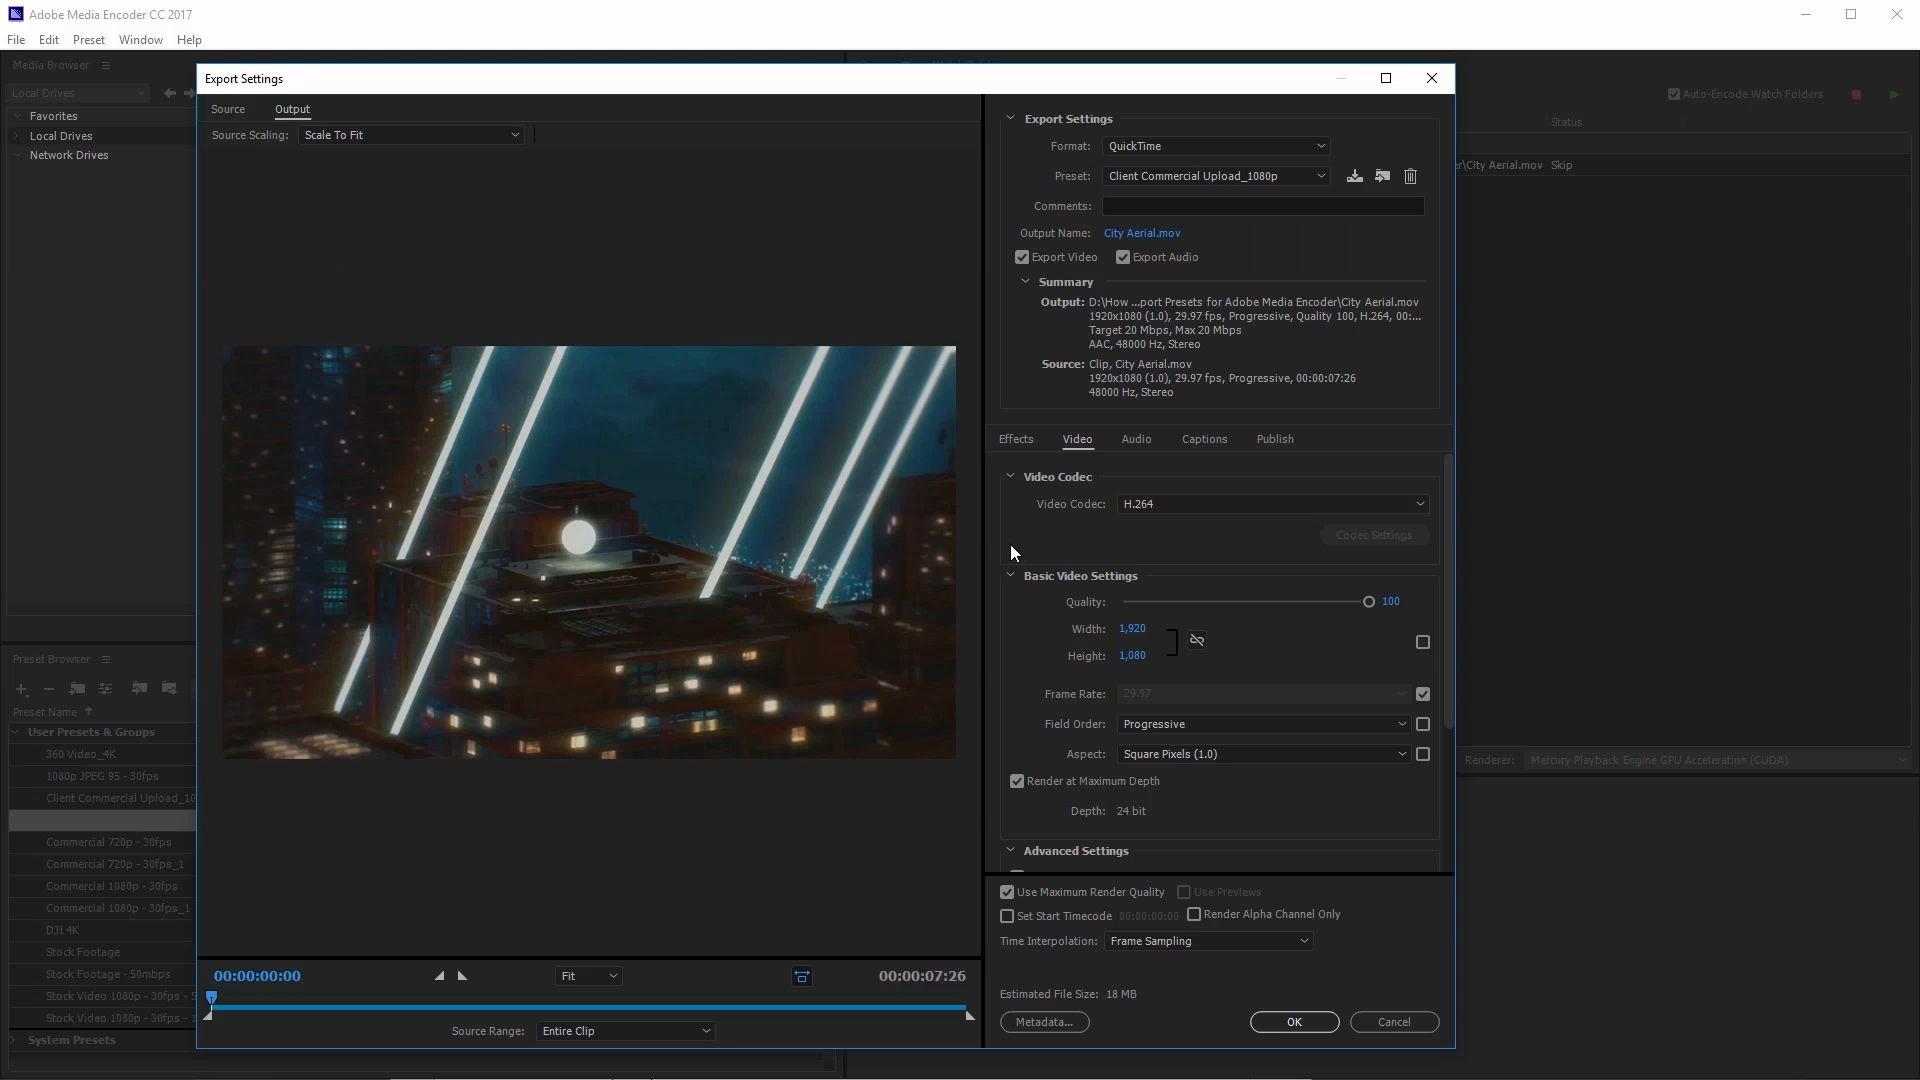 Adobe Media Encoder CC 2017
File Edit Preset Window Help
Media Browser
Local Drives
Favorites
Local Drives
Network Drives
Auto-Encode Watch Folders
Status
r\City Aerial.mov Skip
Renderer: Mercury Playback Engine GPU Acceleration (CUDA)
Preset Browser
Preset Name
User Presets & Groups
360 Video_4K
1080p JPEG 95 - 30fps
Client Commercial Upload_10
Commercial 720p - 30fps
Commercial 720p - 30fps_1
Commercial 1080p - 30fps
Commercial 1080p - 30fps_1
DJI 4K
Stock Footage
Stock Footage - 50mbps
Stock Video 1080p - 30fps - 5
Stock Video 1080p - 30fps - 1
System Presets
Export Settings
Source Output
Source Scaling: Scale To Fit
00:00:00:00 Fit 00:00:07:26
Source Range: Entire Clip
Export Settings
Format: QuickTime
Preset: Client Commercial Upload_1080p
Comments:
Output Name: City Aerial.mov
Export Video Export Audio
Summary
Output: D:\How ...port Presets for Adobe Media Encoder\City Aerial.mov
1920x1080 (1.0), 29.97 fps, Progressive, Quality 100, H.264, 00:...
Target 20 Mbps, Max 20 Mbps
AAC, 48000 Hz, Stereo
Source: Clip, City Aerial.mov
1920x1080 (1.0), 29.97 fps, Progressive, 00:00:07:26
48000 Hz, Stereo
Effects Video Audio Captions Publish
Video Codec
Video Codec: H.264
Codec Settings
Basic Video Settings
Quality: 100
Width: 1,920
Height: 1,080
Frame Rate: 29.97
Field Order: Progressive
Aspect: Square Pixels (1.0)
Render at Maximum Depth
Depth: 24 bit
Advanced Settings
Use Maximum Render Quality Use Previews
Set Start Timecode 00:00:00:00 Render Alpha Channel Only
Time Interpolation: Frame Sampling
Estimated File Size: 18 MB
Metadata... OK Cancel